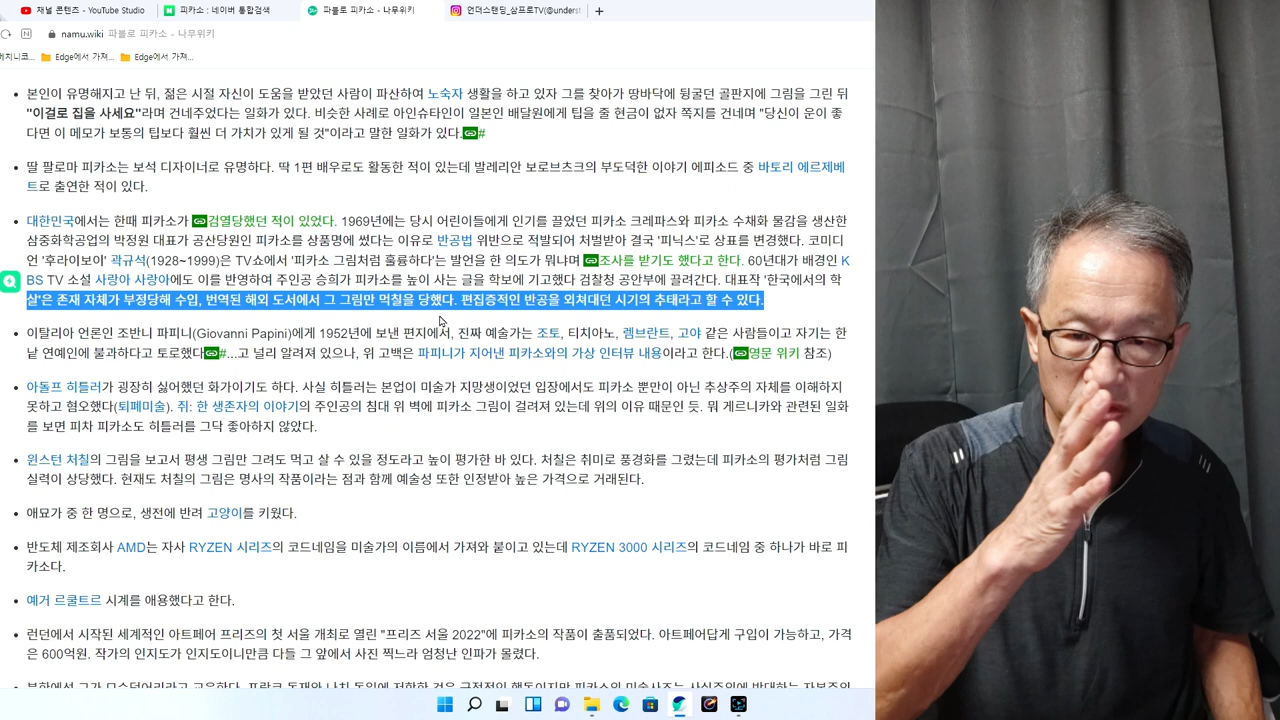 재널 콘텐츠 - YouTube Studio
피카소 : 네이버 통합검색
파블로 피카소 - 나무위키
언더스탠딩_삼프로TV(@underst
namu.wiki 파블로 피카소 - 나무위키
버치니코... Edge에서 가져... Edge에서 가져...
본인이 유명해지고 난 뒤, 젊은 시절 자신이 도움을 받았던 사람이 파산하여 노숙자 생활을 하고 있자 그를 찾아가 땅바닥에 뒹굴던 골판지에 그림을 그린 뒤
"이걸로 집을 사세요"라며 건네주었다는 일화가 있다. 비슷한 사례로 아인슈타인이 일본인 배달원에게 팁을 줄 현금이 없자 쪽지를 건네며 "당신이 운이 좋
다면 이 메모가 보통의 팁보다 훨씬 더 가치가 있게 될 것"이라고 말한 일화가 있다.#
딸 팔로마 피카소는 보석 디자이너로 유명하다. 딱 1편 배우로도 활동한 적이 있는데 발레리안 보로브츠크의 부도덕한 이야기 에피소드 중 바토리 에르제베
트로 출연한 적이 있다.
대한민국에서는 한때 피카소가 검열당했던 적이 있었다. 1969년에는 당시 어린이들에게 인기를 끌었던 피카소 크레파스와 피카소 수채화 물감을 생산한
삼중화학공업의 박정원 대표가 공산당원인 피카소를 상품명에 썼다는 이유로 반공법 위반으로 적발되어 처벌받아 결국 '피닉스'로 상표를 변경했다. 코미디
언 '후라이보이' 곽규석(1928~1999)은 TV쇼에서 '피카소 그림처럼 훌륭하다'는 발언을 한 의도가 뭐냐며 조사를 받기도 했다고 한다. 60년대가 배경인 K
BS TV 소설 사랑아 사랑아에도 이를 반영하여 주인공 승희가 피카소를 높이 사는 글을 학보에 기고했다 검찰청 공안부에 끌려간다. 대표작 '한국에서의 학
살'은 존재 자체가 부정당해 수입, 번역된 해외 도서에서 그 그림만 먹칠을 당했다. 편집증적인 반공을 외쳐대던 시기의 추태라고 할 수 있다.
이탈리아 언론인 조반니 파피니(Giovanni Papini)에게 1952년에 보낸 편지에서, 진짜 예술가는 조토, 티치아노, 렘브란트, 고야 같은 사람들이고 자기는 한
낱 연예인에 불과하다고 토로했다#...고 널리 알려져 있으나, 위 고백은 파피니가 지어낸 피카소와의 가상 인터뷰 내용이라고 한다.(영문 위키 참조)
아돌프 히틀러가 굉장히 싫어했던 화가이기도 하다. 사실 히틀러는 본업이 미술가 지망생이었던 입장에서도 피카소 뿐만이 아닌 추상주의 자체를 이해하지
못하고 혐오했다(퇴폐미술). 쥐: 한 생존자의 이야기의 주인공의 침대 위 벽에 피카소 그림이 걸려져 있는데 위의 이유 때문인 듯. 뭐 게르니카와 관련된 일화
를 보면 피차 피카소도 히틀러를 그닥 좋아하지 않았다.
윈스턴 처칠의 그림을 보고서 평생 그림만 그려도 먹고 살 수 있을 정도라고 높이 평가한 바 있다. 처칠은 취미로 풍경화를 그렸는데 피카소의 평가처럼 그림
실력이 상당했다. 현재도 처칠의 그림은 명사의 작품이라는 점과 함께 예술성 또한 인정받아 높은 가격으로 거래된다.
애묘가 중 한 명으로, 생전에 반려 고양이를 키웠다.
반도체 제조회사 AMD는 자사 RYZEN 시리즈의 코드네임을 미술가의 이름에서 가져와 붙이고 있는데 RYZEN 3000 시리즈의 코드네임 중 하나가 바로 피
카소다.
예거 르쿨트르 시계를 애용했다고 한다.
런던에서 시작된 세계적인 아트페어 프리즈의 첫 서울 개최로 열린 "프리즈 서울 2022"에 피카소의 작품이 출품되었다. 아트페어답게 구입이 가능하고, 가격
은 600억원. 작가의 인지도가 인지도이니만큼 다들 그 앞에서 사진 찍느라 엄청난 인파가 몰렸다.